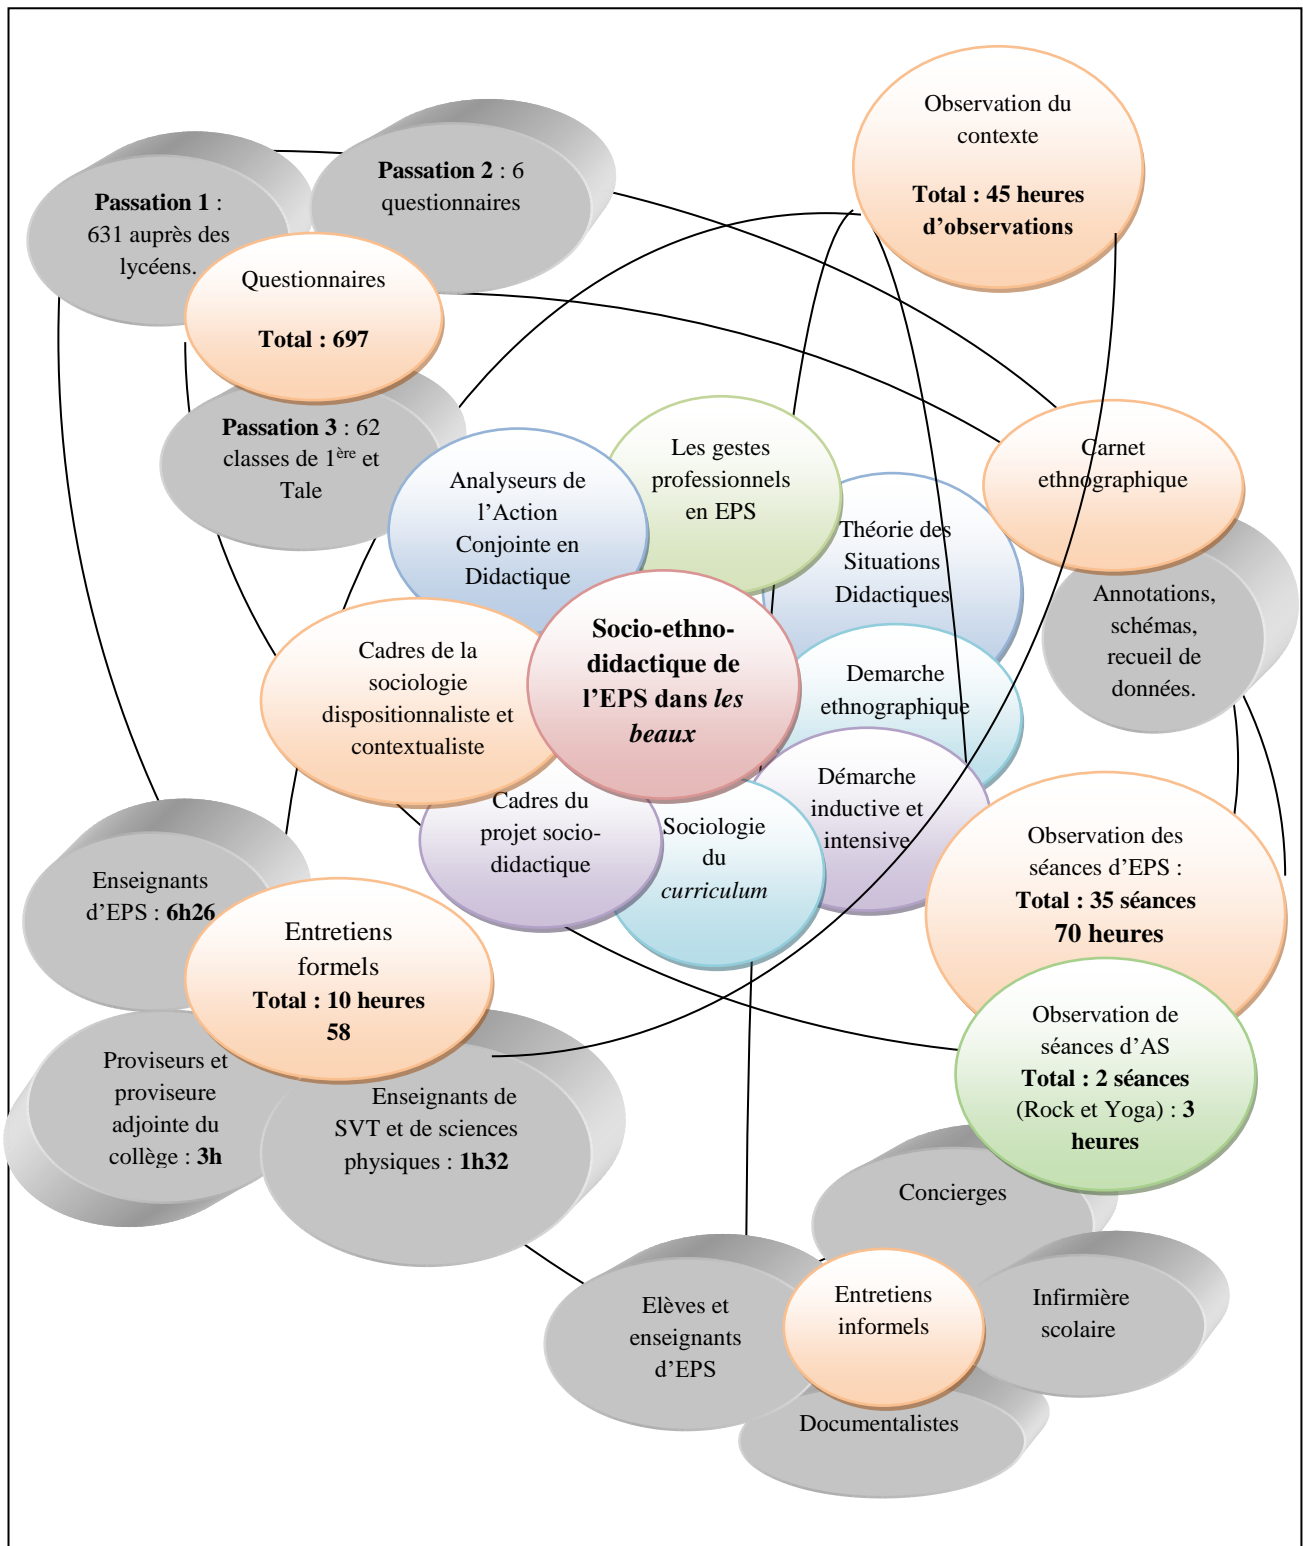 Observation du
contexte
Total : 45 heures
d’observations
Passation 1 :
631 auprès des
lycéens.
Passation 2 : 6
questionnaires
Questionnaires
Total : 697
Passation 3 : 62
classes de 1ère et
Tale
Carnet
ethnographique
Annotations,
schémas,
recueil de
données.
Analyseurs de
l’Action
Conjointe en
Didactique
Les gestes
professionnels
en EPS
Théorie des
Situations
Didactiques
Cadres de la
sociologie
dispositionnaliste et
contextualiste
Socio-ethno-
didactique de
l’EPS dans les
beaux
Demarche
ethnographique
Démarche
inductive et
intensive
Cadres du
projet socio-
didactique
Sociologie
du
curriculum
Observation des
séances d’EPS :
Total : 35 séances
70 heures
Observation de
séances d’AS
Total : 2 séances
(Rock et Yoga) : 3
heures
Enseignants
d’EPS : 6h26
Entretiens
formels
Total : 10 heures
58
Proviseurs et
proviseure
adjointe du
collège : 3h
Enseignants de
SVT et de sciences
physiques : 1h32
Concierges
Elèves et
enseignants
d’EPS
Entretiens
informels
Infirmière
scolaire
Documentalistes